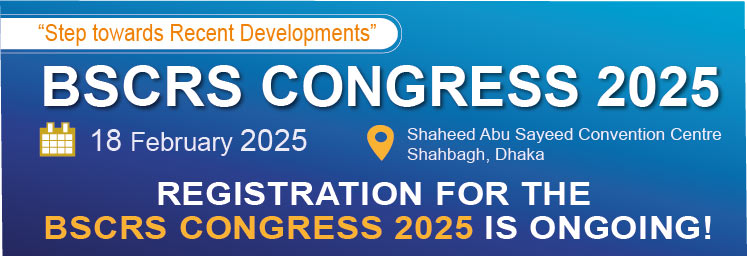 “Step towards Recent Developments”
BSCRS CONGRESS 2025
18 February 2025
Shaheed Abu Sayeed Convention Centre
Shahbagh, Dhaka
REGISTRATION FOR THE
BSCRS CONGRESS 2025 IS ONGOING!